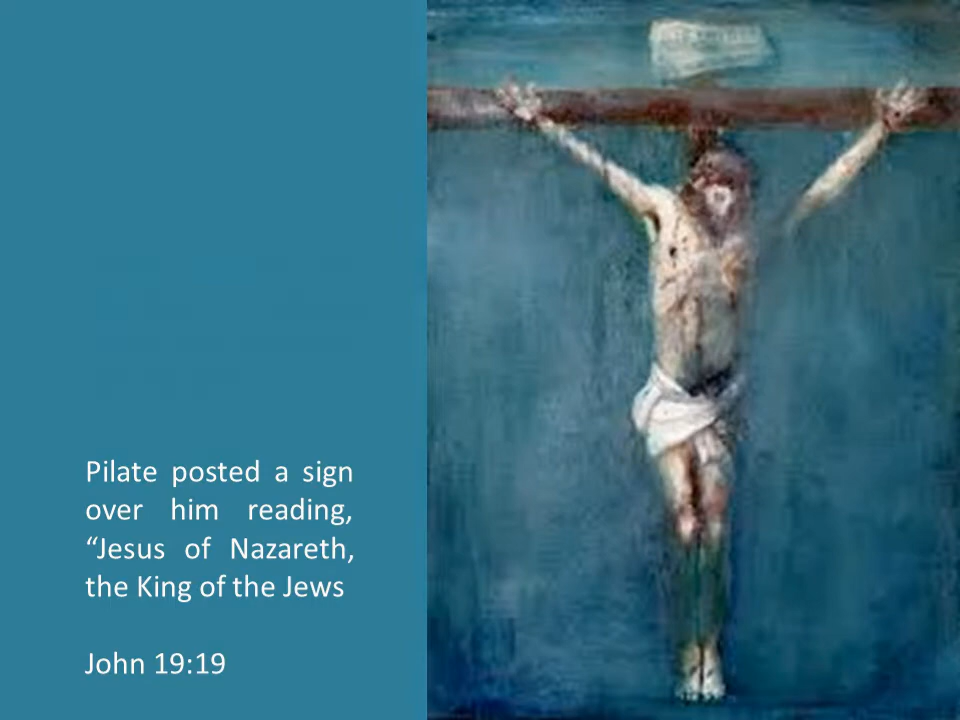 Pilate posted a sign
over him reading,
“Jesus of Nazareth,
the King of the Jews
John 19:19